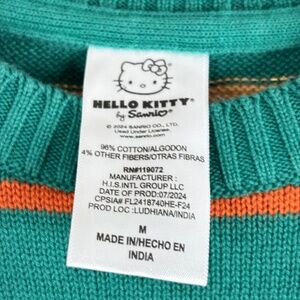 HELLO KITTY®
by Sanrio®
© 2024 SANRIO CO., LTD.
Used Under License.
www.sanrio.com
96% COTTON/ALGODON
4% OTHER FIBERS/OTRAS FIBRAS
RN#119072
MANUFACTURER :
H.I.S.INTL GROUP LLC
DATE OF PROD:07/2024
CPSIA# FL2418740HE-F24
PROD LOC :LUDHIANA/INDIA
M
MADE IN/HECHO EN
INDIA